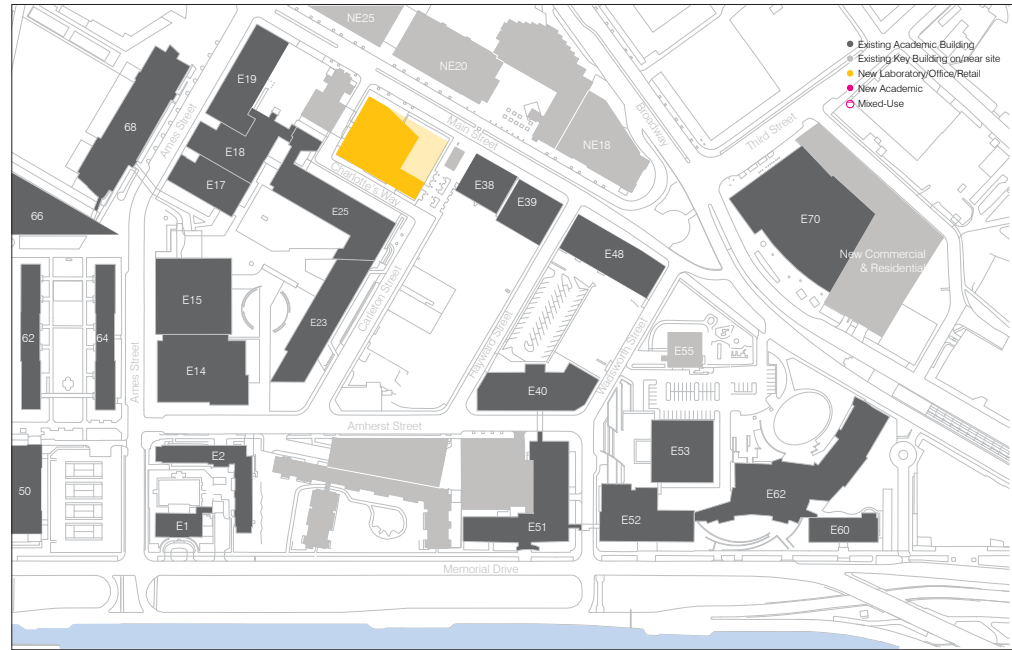 NE25
NE20
Existing Academic Building
Existing Key Building on/near site
New Laboratory/Office/Retail
New Academic
Mixed-Use
E19
68
Ames Street
Main Street
Broadway
Third Street
NE18
E18
E17
Charlotte's Way
E38
E39
E25
66
E70
E48
New Commercial
& Residential
E15
E23
Carleton Street
62
64
Ames Street
E14
Hayward Street
Wadsworth Street
E55
E40
Amherst Street
E2
E53
50
E1
E51
E52
E62
E60
Memorial Drive